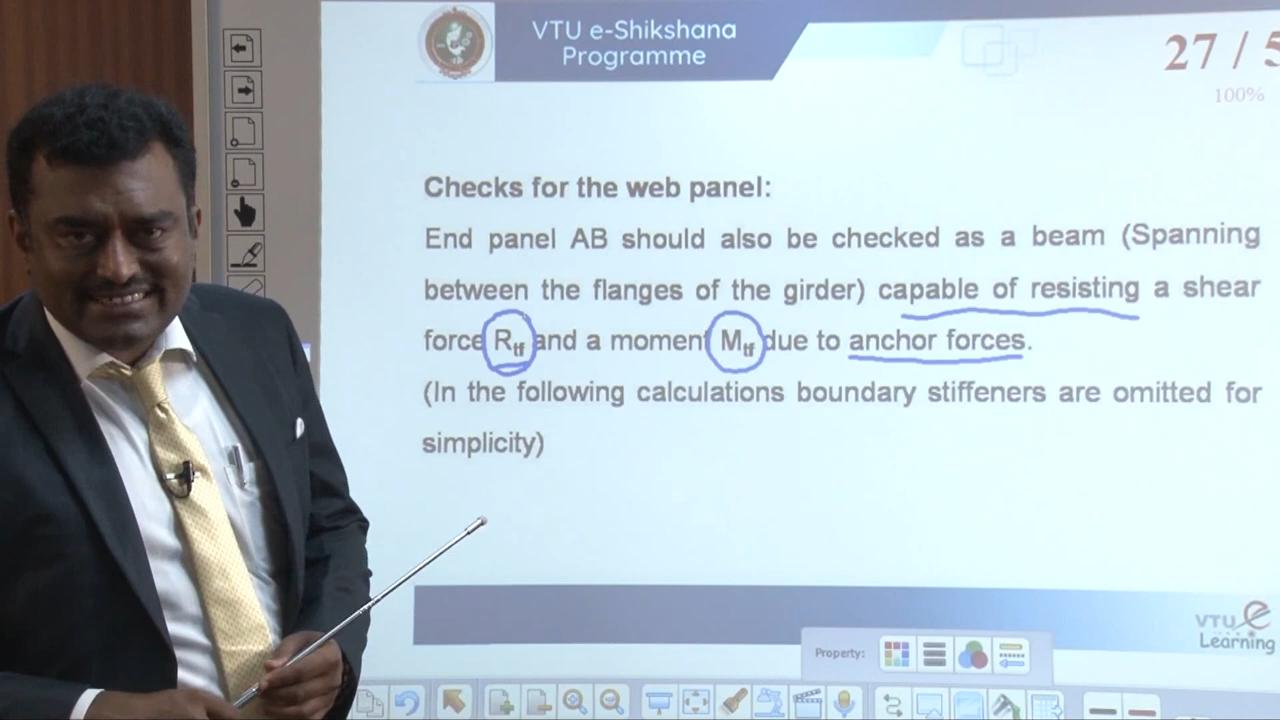 VTU e-Shikshana
Programme
27 / 5
100%
Checks for the web panel:
End panel AB should also be checked as a beam (Spanning
between the flanges of the girder) capable of resisting a shear
force Rtf and a moment Mtf due to anchor forces.
(In the following calculations boundary stiffeners are omitted for
simplicity)
VTU e
Learning
Property: